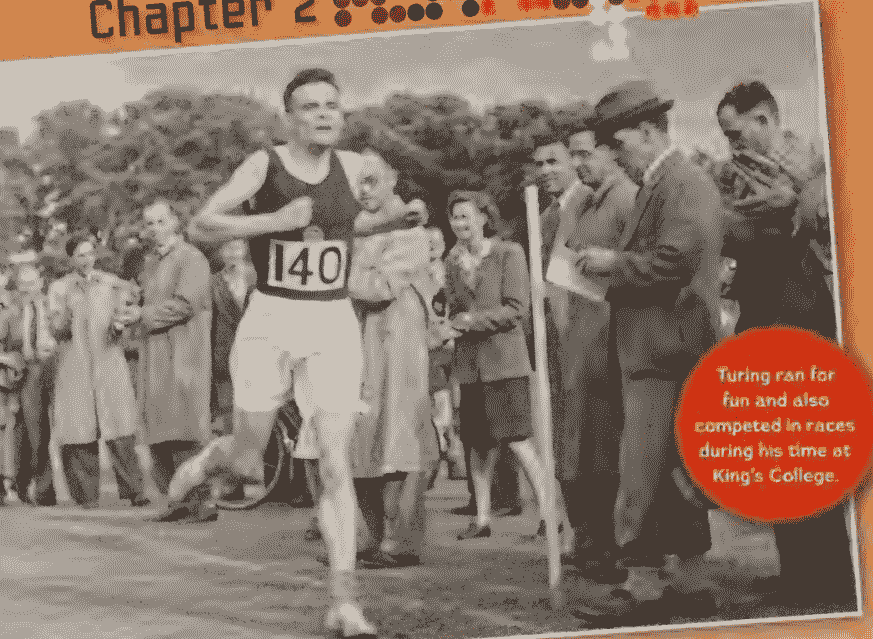 Chapter 2
140
Turing ran for
fun and also
competed in races
during his time at
King's College.